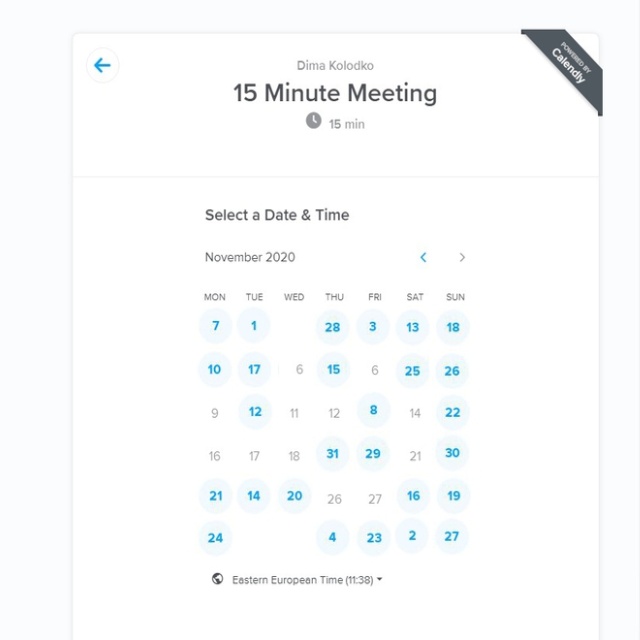 Dima Kolodko
POWERED BY
Calendly
15 Minute Meeting
15 min
Select a Date & Time
November 2020
MON TUE WED THU FRI SAT SUN
7 1 28 3 13 18
10 17 6 15 6 25 26
9 12 11 12 8 14 22
16 17 18 31 29 21 30
21 14 20 26 27 16 19
24 4 23 2 27
Eastern European Time (11:38)